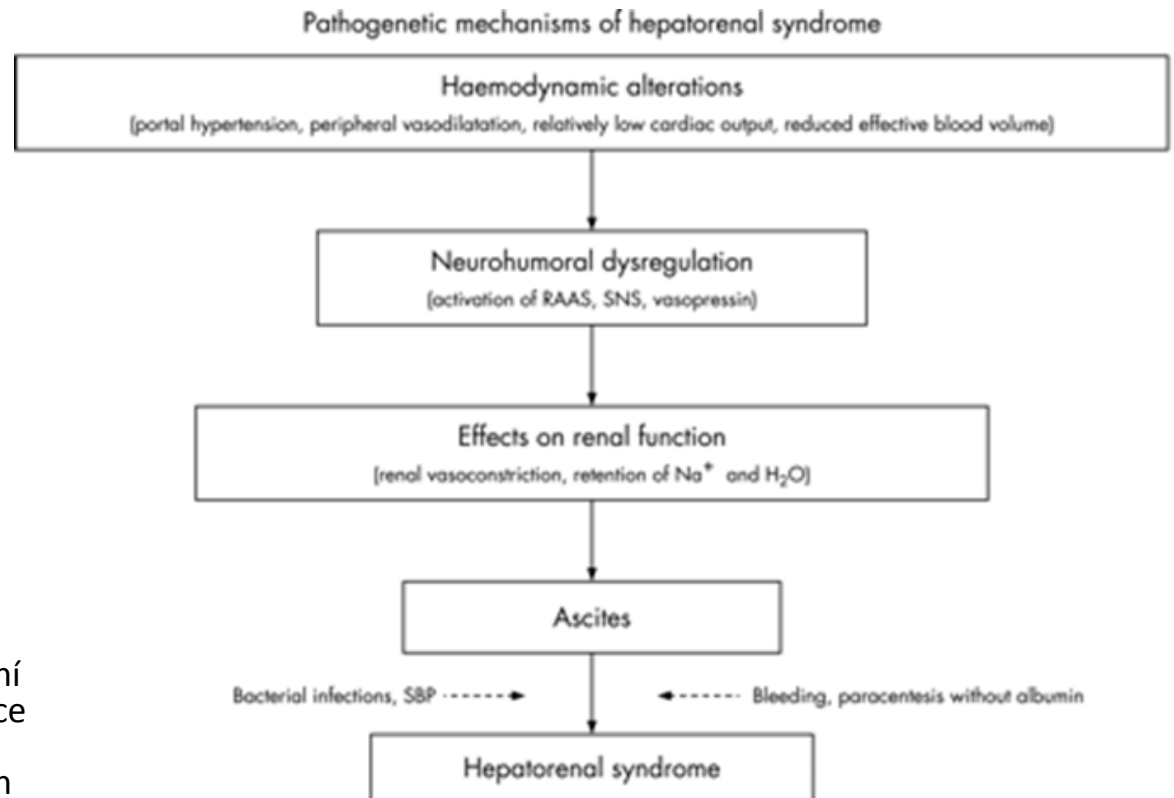 Pathogenetic mechanisms of hepatorenal syndrome
Haemodynamic alterations
(portal hypertension, peripheral vasodilatation, relatively low cardiac output, reduced effective blood volume)
Neurohumoral dysregulation
(activation of RAAS, SNS, vasopressin)
Effects on renal function
(renal vasoconstriction, retention of Na⁺ and H₂O)
Ascites
Bacterial infections, SBP
Bleeding, paracentesis without albumin
Hepatorenal syndrome
ní
ce